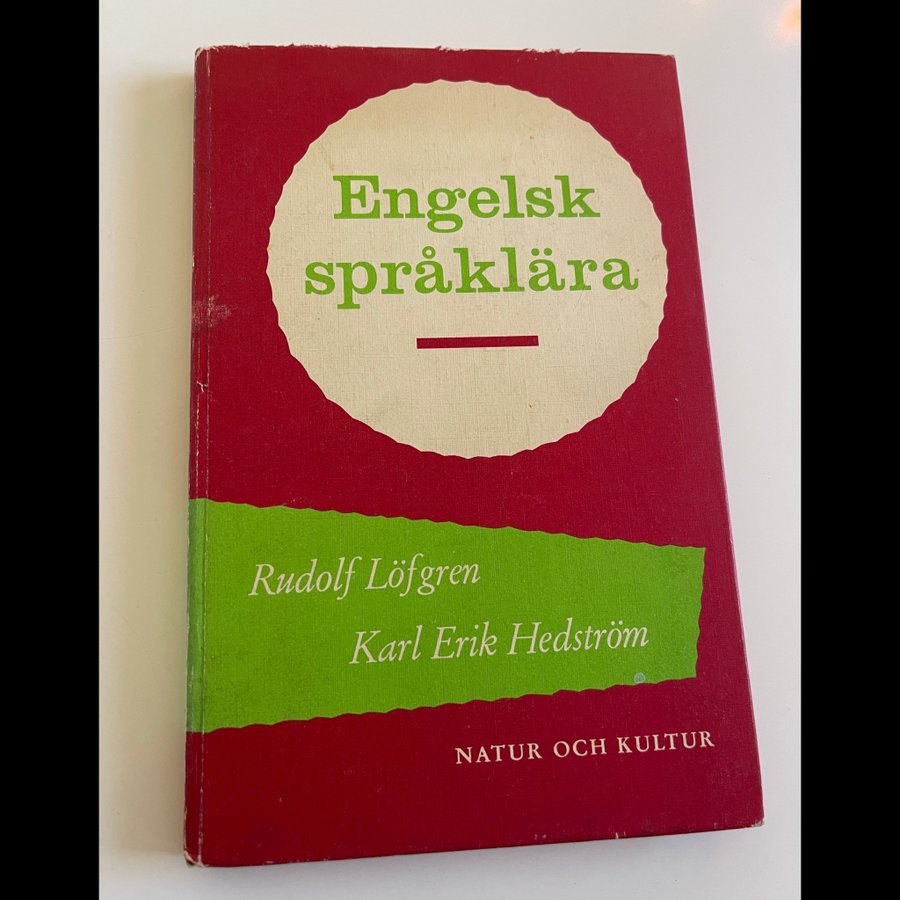 Engelsk
språklära
Rudolf Löfgren
Karl Erik Hedström
NATUR OCH KULTUR